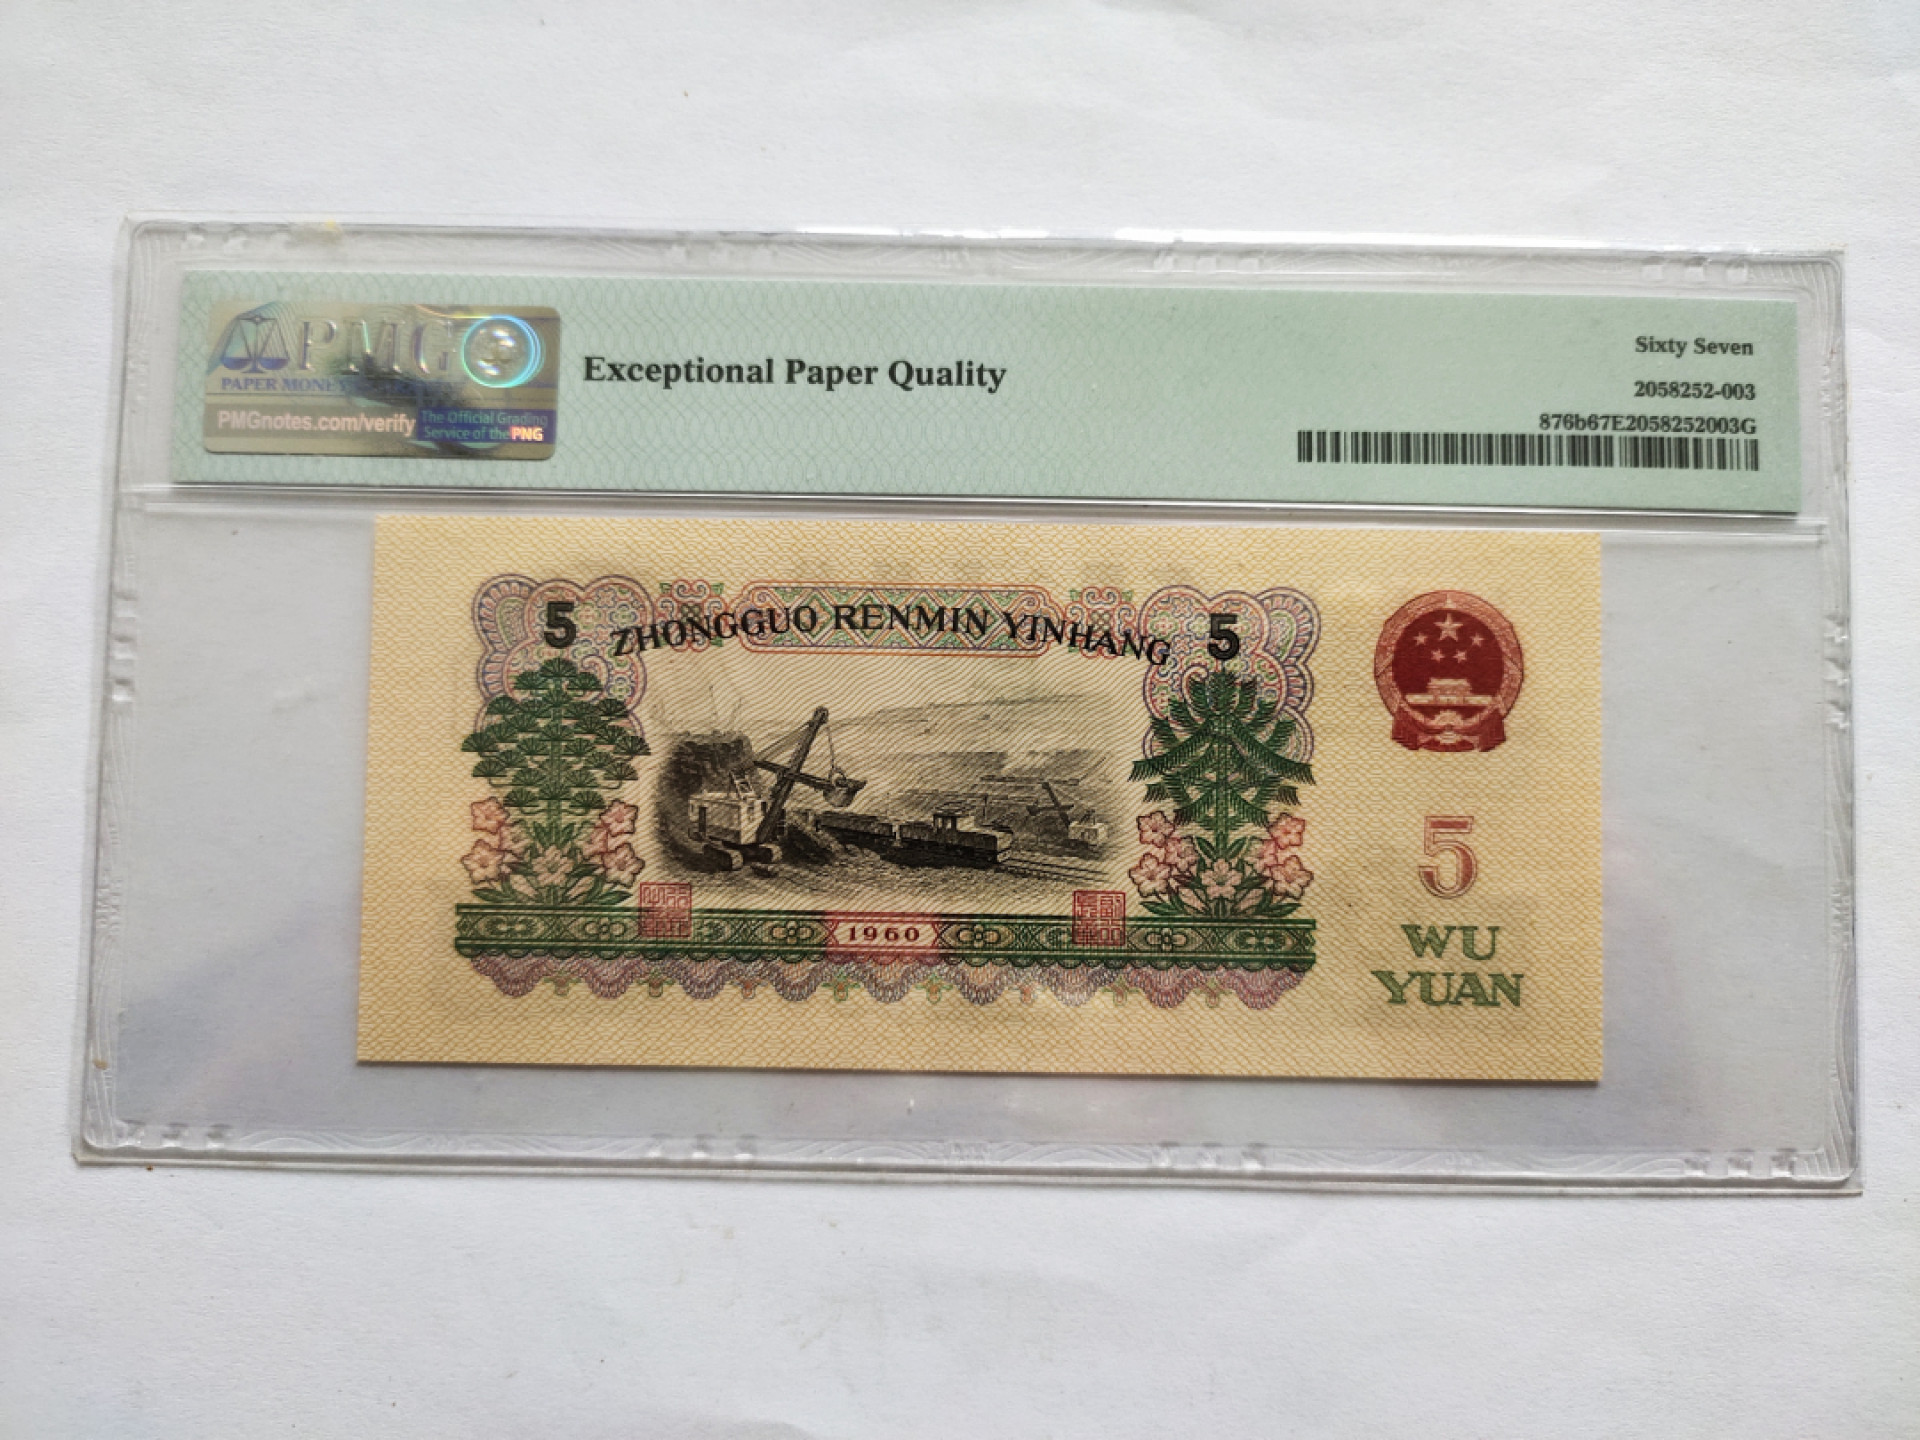 PMG
PAPER MONEY
PMGnotes.com/verify
The Official Grading
Service of the PNG
Exceptional Paper Quality
Sixty Seven
2058252-003
876b67E2058252003G
5
ZHONGGUO RENMIN YINHANG
5
5
WU
YUAN
1960